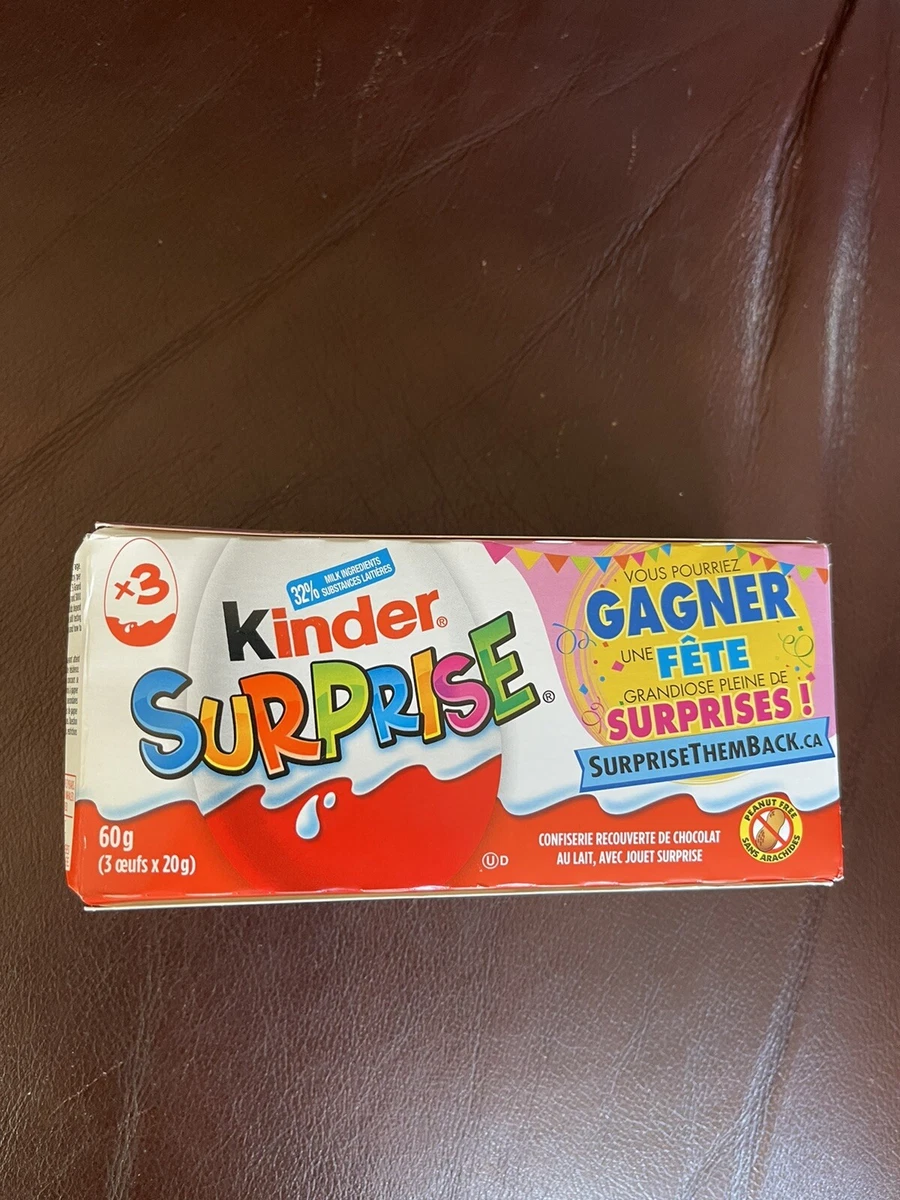 x3
32% MILK INGREDIENTS
SUBSTANCES LAITIÈRES
Kinder®
SURPRISE®
60g
(3 œufs x 20g)
U D
VOUS POURRIEZ
GAGNER
UNE FÊTE
GRANDIOSE PLEINE DE
SURPRISES !
SURPRISETHEMBACK.CA
CONFISERIE RECOUVERTE DE CHOCOLAT
AU LAIT, AVEC JOUET SURPRISE
PEANUT FREE
SANS ARACHIDES